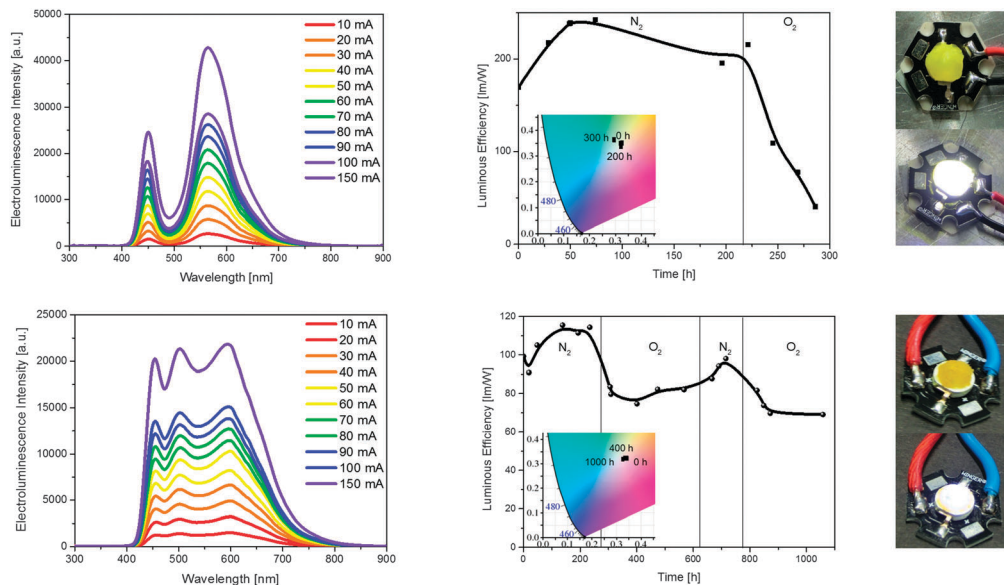 50000
40000
30000
20000
10000
0
300 400 500 600 700 800 900
Electroluminescence Intensity [a.u.]
Wavelength [nm]
10 mA
20 mA
30 mA
40 mA
50 mA
60 mA
70 mA
80 mA
90 mA
100 mA
150 mA
N2
O2
200
100
0
0 50 100 150 200 250 300
Luminous Efficiency [lm/W]
Time [h]
0.4
0.3
0.2
0.1
0.0
0.0 0.1 0.2 0.3 0.4
480
460
300 h
0 h
200 h
25000
20000
15000
10000
5000
0
300 400 500 600 700 800 900
Electroluminescence Intensity [a.u.]
Wavelength [nm]
10 mA
20 mA
30 mA
40 mA
50 mA
60 mA
70 mA
80 mA
90 mA
100 mA
150 mA
N2
O2
N2
O2
120
100
80
60
40
20
0
0 200 400 600 800 1000
Luminous Efficiency [lm/W]
Time [h]
0.4
0.3
0.2
0.1
0.0
0.0 0.1 0.2 0.3 0.4
480
460
400 h
1000 h
0 h